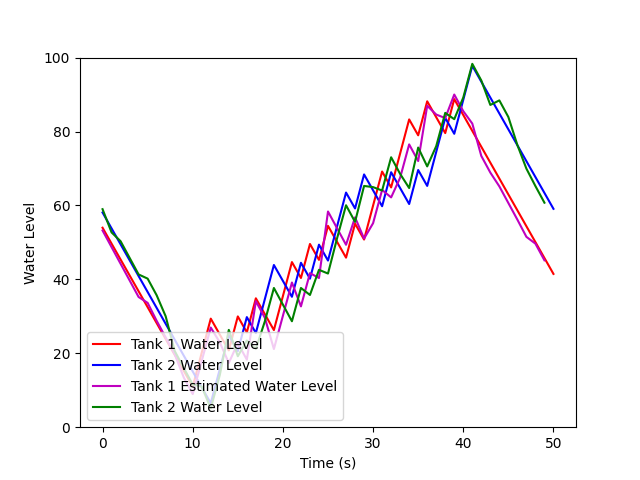 100
80
60
40
20
0
Water Level
Tank 1 Water Level
Tank 2 Water Level
Tank 1 Estimated Water Level
Tank 2 Water Level
0 10 20 30 40 50
Time (s)